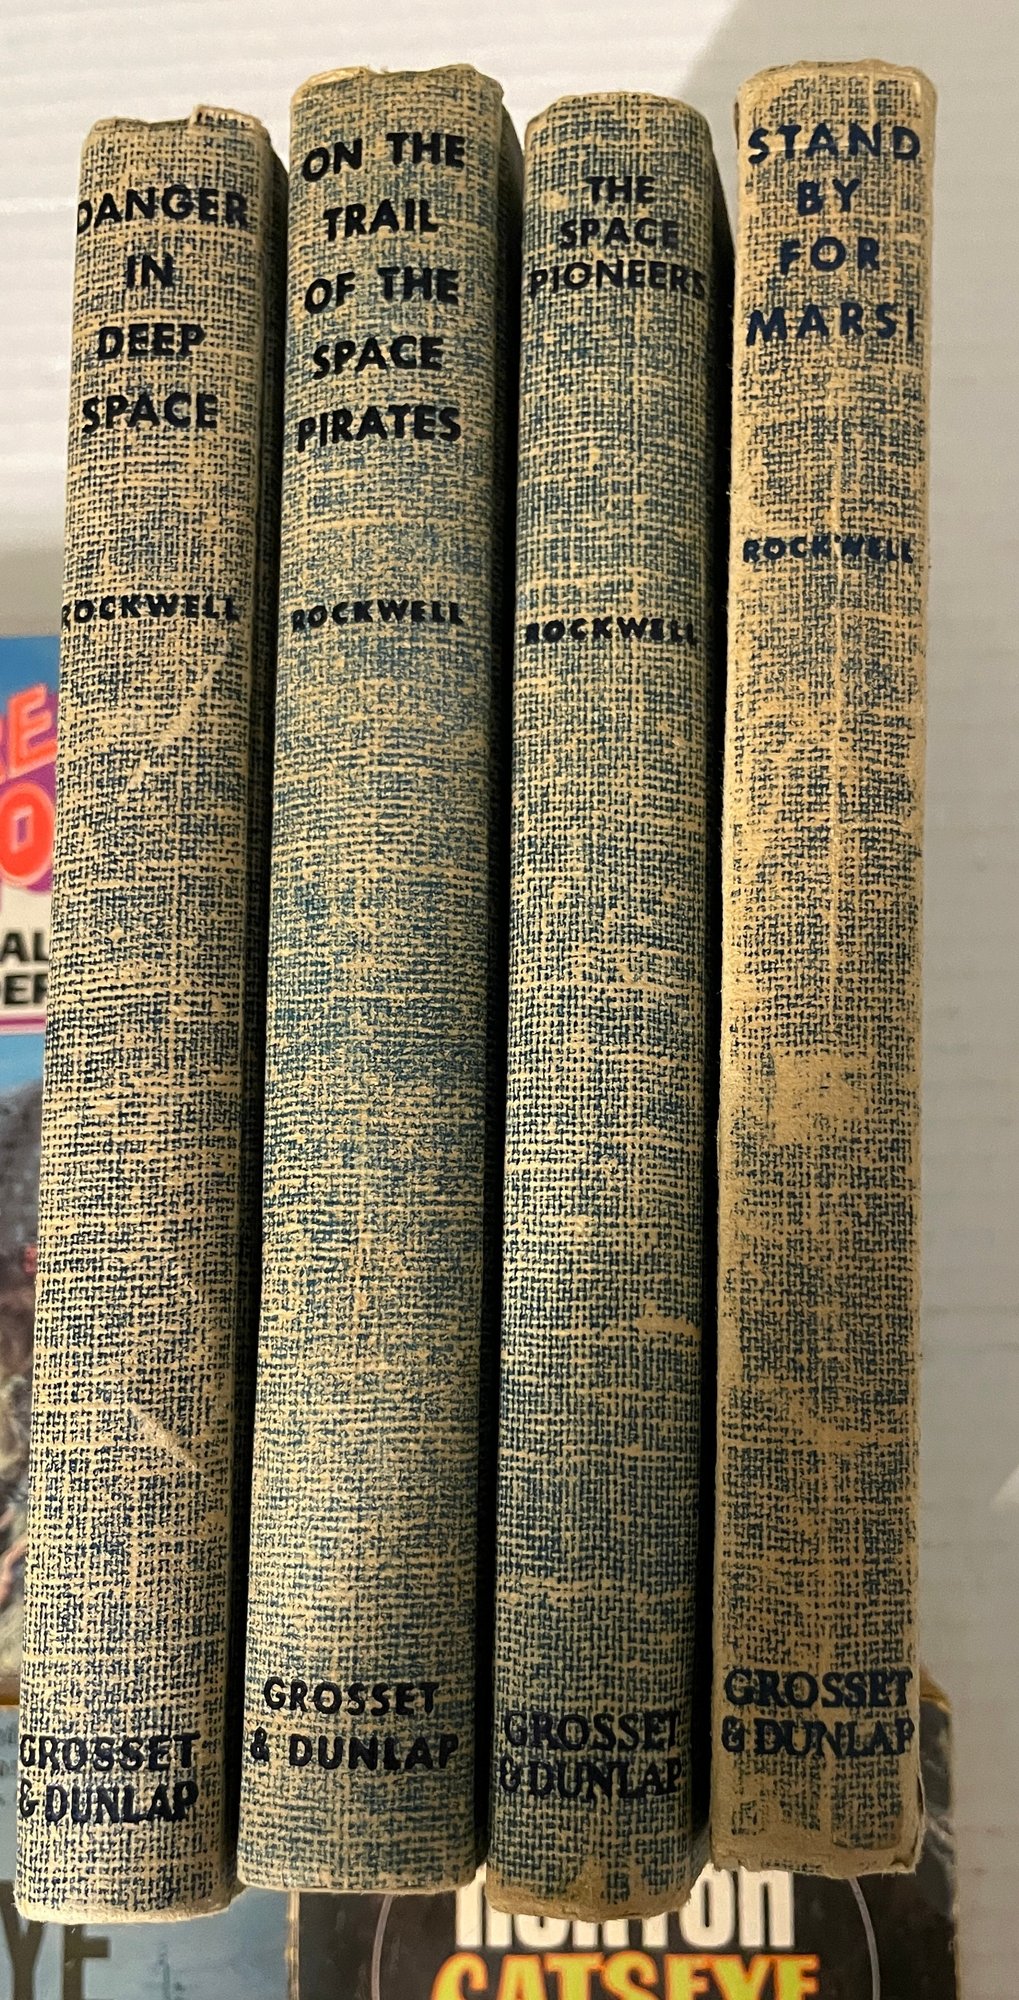 DANGER
IN
DEEP
SPACE
ROCKWELL
GROSSET
& DUNLAP
ON THE
TRAIL
OF THE
SPACE
PIRATES
ROCKWELL
GROSSET
& DUNLAP
THE
SPACE
PIONEERS
ROCKWELL
GROSSET
& DUNLAP
STAND
BY
FOR
MARS!
ROCKWELL
GROSSET
& DUNLAP
CATSEYE